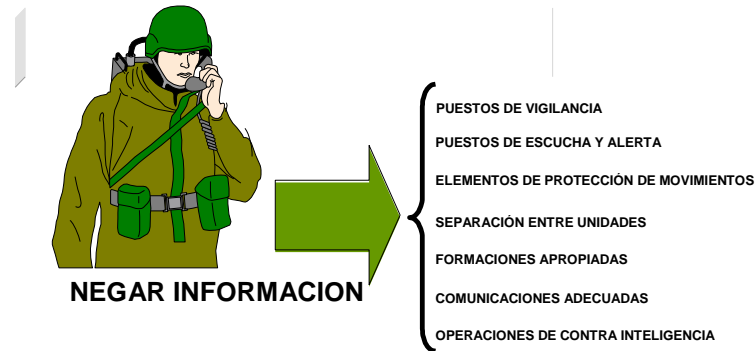 NEGAR INFORMACION
PUESTOS DE VIGILANCIA
PUESTOS DE ESCUCHA Y ALERTA
ELEMENTOS DE PROTECCIÓN DE MOVIMIENTOS
SEPARACIÓN ENTRE UNIDADES
FORMACIONES APROPIADAS
COMUNICACIONES ADECUADAS
OPERACIONES DE CONTRA INTELIGENCIA